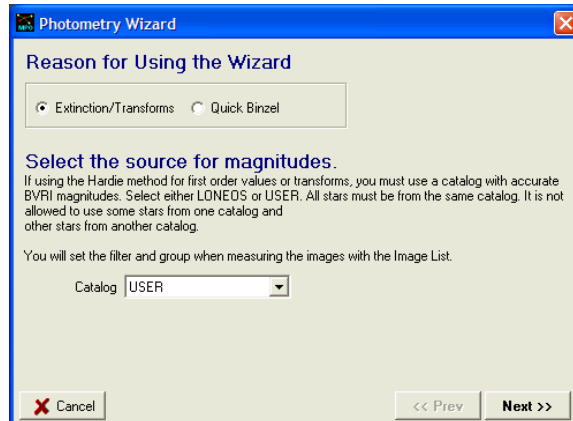 MPO Photometry Wizard
Reason for Using the Wizard
Extinction/Transforms Quick Binzel
Select the source for magnitudes.
If using the Hardie method for first order values or transforms, you must use a catalog with accurate
BVRI magnitudes. Select either LONEOS or USER. All stars must be from the same catalog. It is not
allowed to use some stars from one catalog and
other stars from another catalog.
You will set the filter and group when measuring the images with the Image List.
Catalog USER
Cancel << Prev Next >>